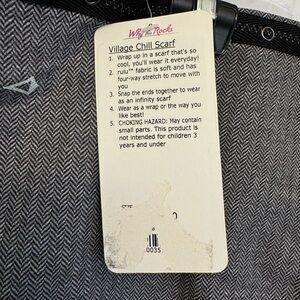 Village Chill Scarf
1. Wrap up in a scarf that's so
cool, you'll wear it everyday!
2. rulu™ fabric is soft and has
four-way stretch to move with
you
3. Snap the ends together to wear
as an infinity scarf
4. Wear as a wrap or the way you
like best!
5. CHOKING HAZARD: May contain
small parts. This product is
not intended for children 3
years and under
0035